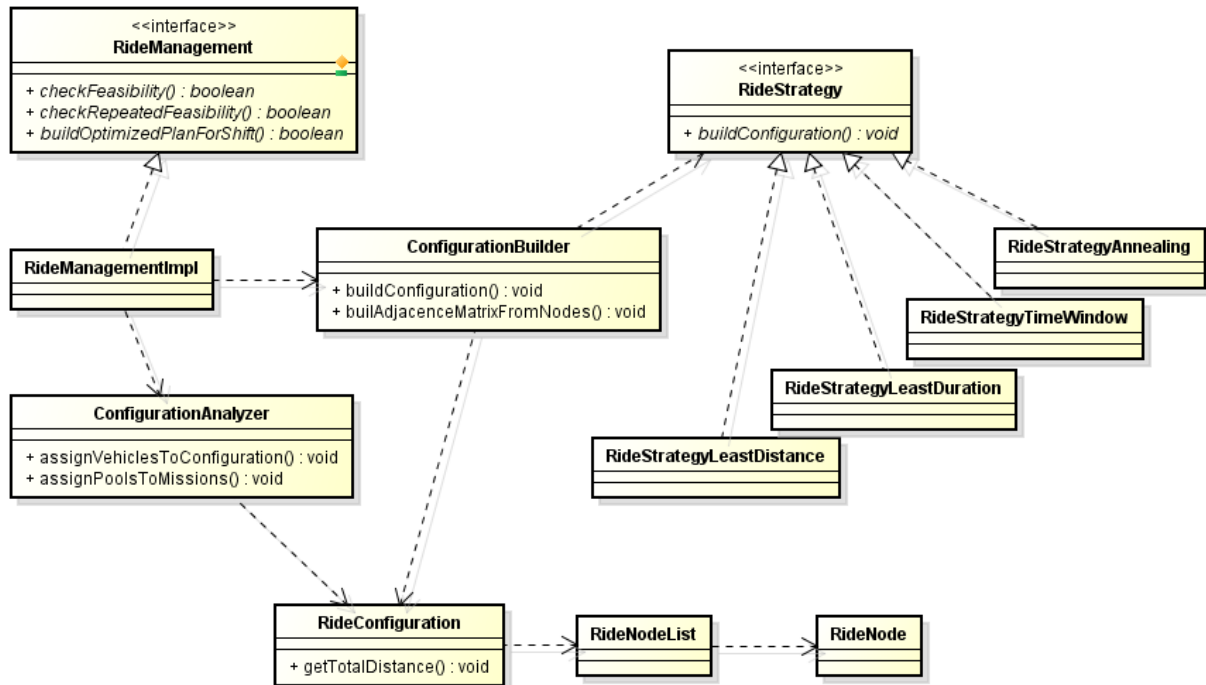 <<interface>>
RideManagement
+ checkFeasibility() : boolean
+ checkRepeatedFeasibility() : boolean
+ buildOptimizedPlanForShift() : boolean
<<interface>>
RideStrategy
+ buildConfiguration() : void
RideManagementImpl
ConfigurationBuilder
+ buildConfiguration() : void
+ builAdjacenceMatrixFromNodes() : void
RideStrategyAnnealing
RideStrategyTimeWindow
RideStrategyLeastDuration
RideStrategyLeastDistance
ConfigurationAnalyzer
+ assignVehiclesToConfiguration() : void
+ assignPoolsToMissions() : void
RideConfiguration
+ getTotalDistance() : void
RideNodeList
RideNode